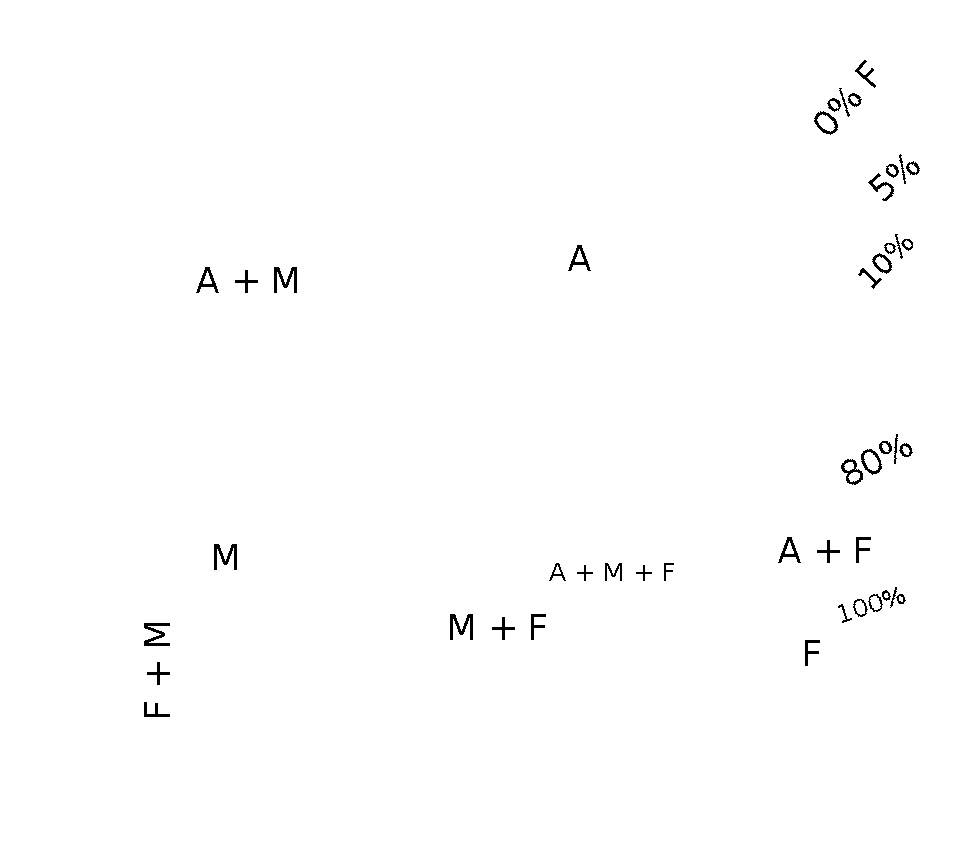 0% F
5%
10%
A
A + M
80%
A + F
M
A + M + F
100%
M + F
F
F + M